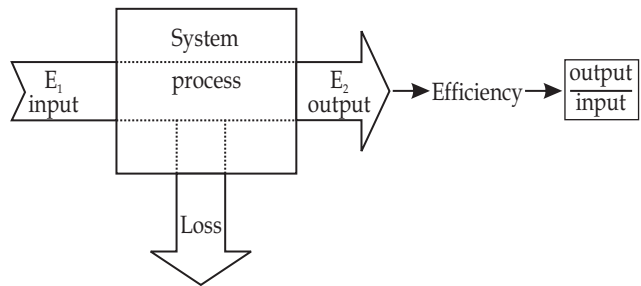 System
process
E₁
input
E₂
output
Efficiency
output
input
Loss